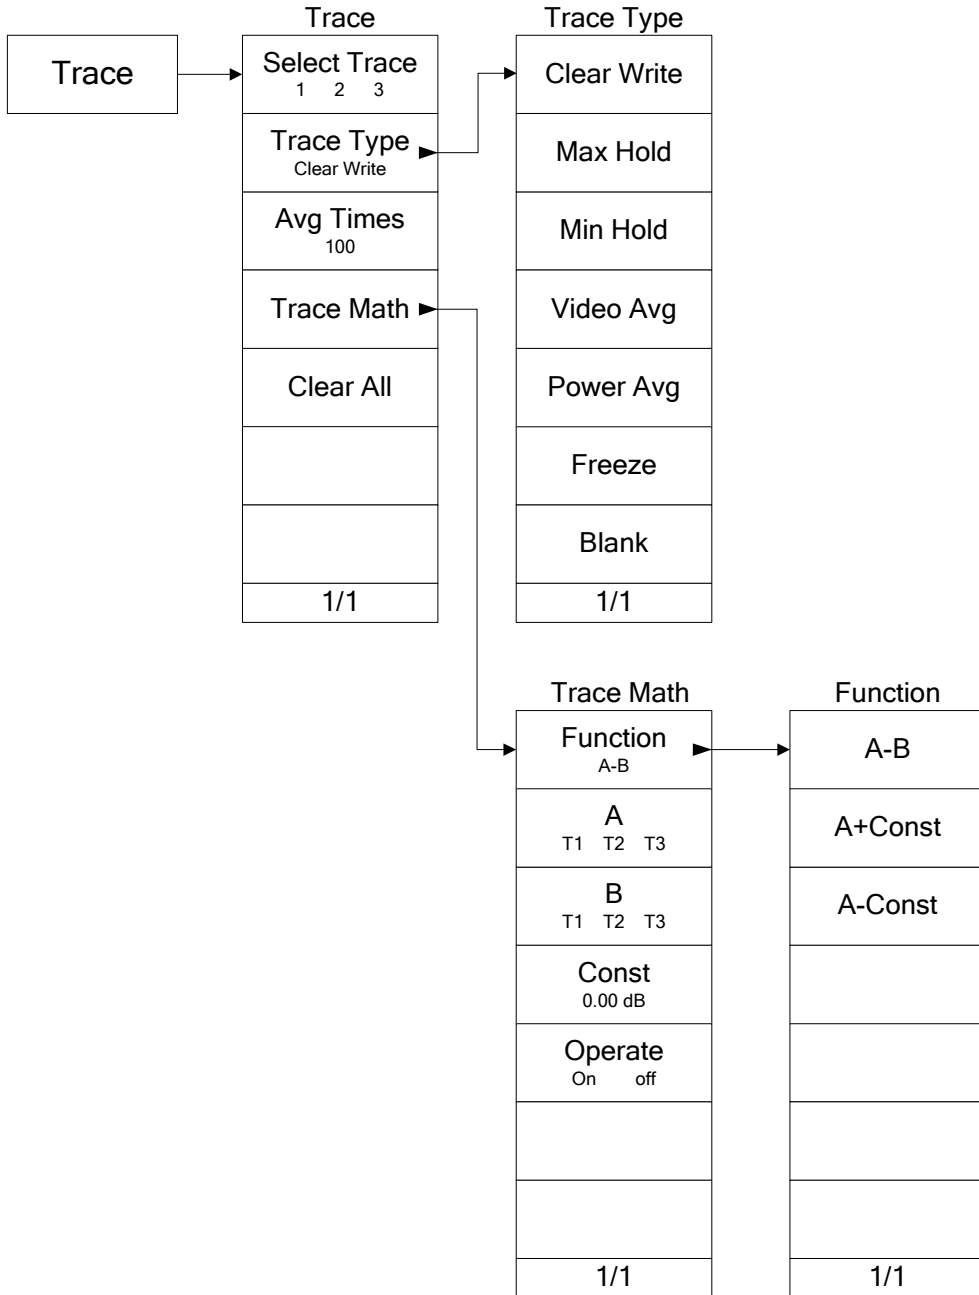 Trace
Trace
Select Trace
1 2 3
Trace Type
Clear Write
Avg Times
100
Trace Math
Clear All
1/1
Trace Type
Clear Write
Max Hold
Min Hold
Video Avg
Power Avg
Freeze
Blank
1/1
Trace Math
Function
A-B
A
T1 T2 T3
B
T1 T2 T3
Const
0.00 dB
Operate
On off
1/1
Function
A-B
A+Const
A-Const
1/1